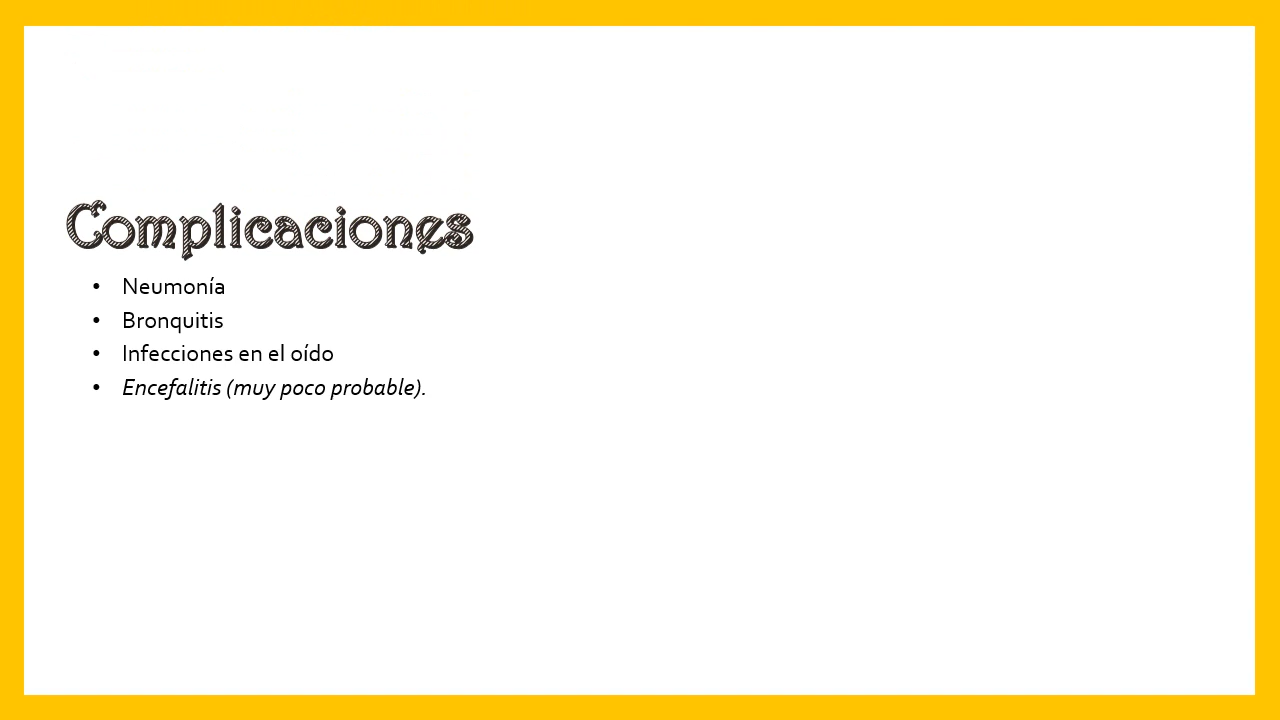 Complicaciones
• Neumonía
• Bronquitis
• Infecciones en el oído
• Encefalitis (muy poco probable).